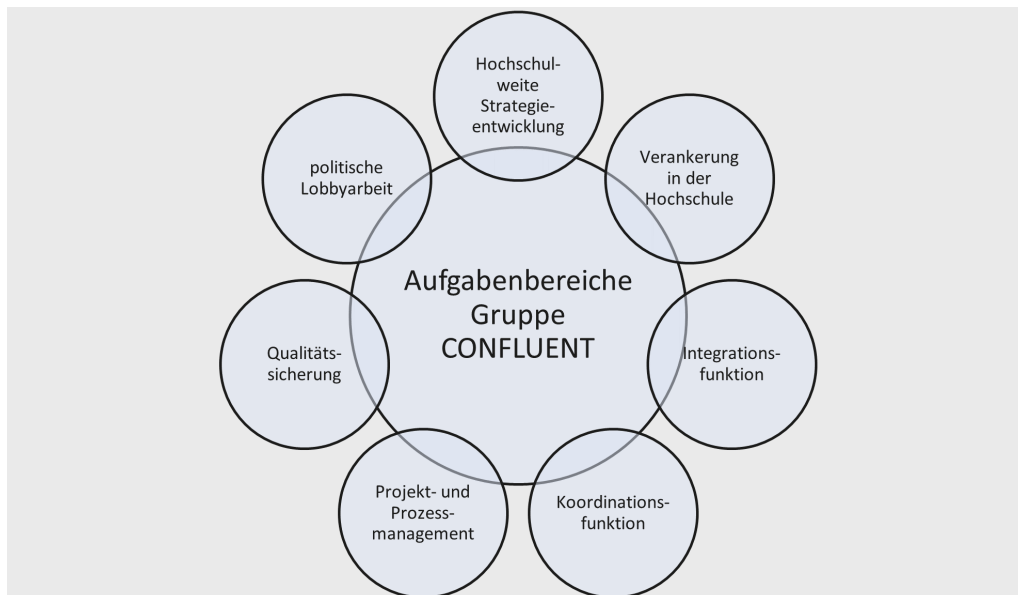 Hochschul-
weite
Strategie-
entwicklung
Verankerung
in der
Hochschule
Integrations-
funktion
Koordinations-
funktion
Projekt- und
Prozess-
management
Qualitäts-
sicherung
politische
Lobbyarbeit
Aufgabenbereiche
Gruppe
CONFLUENT